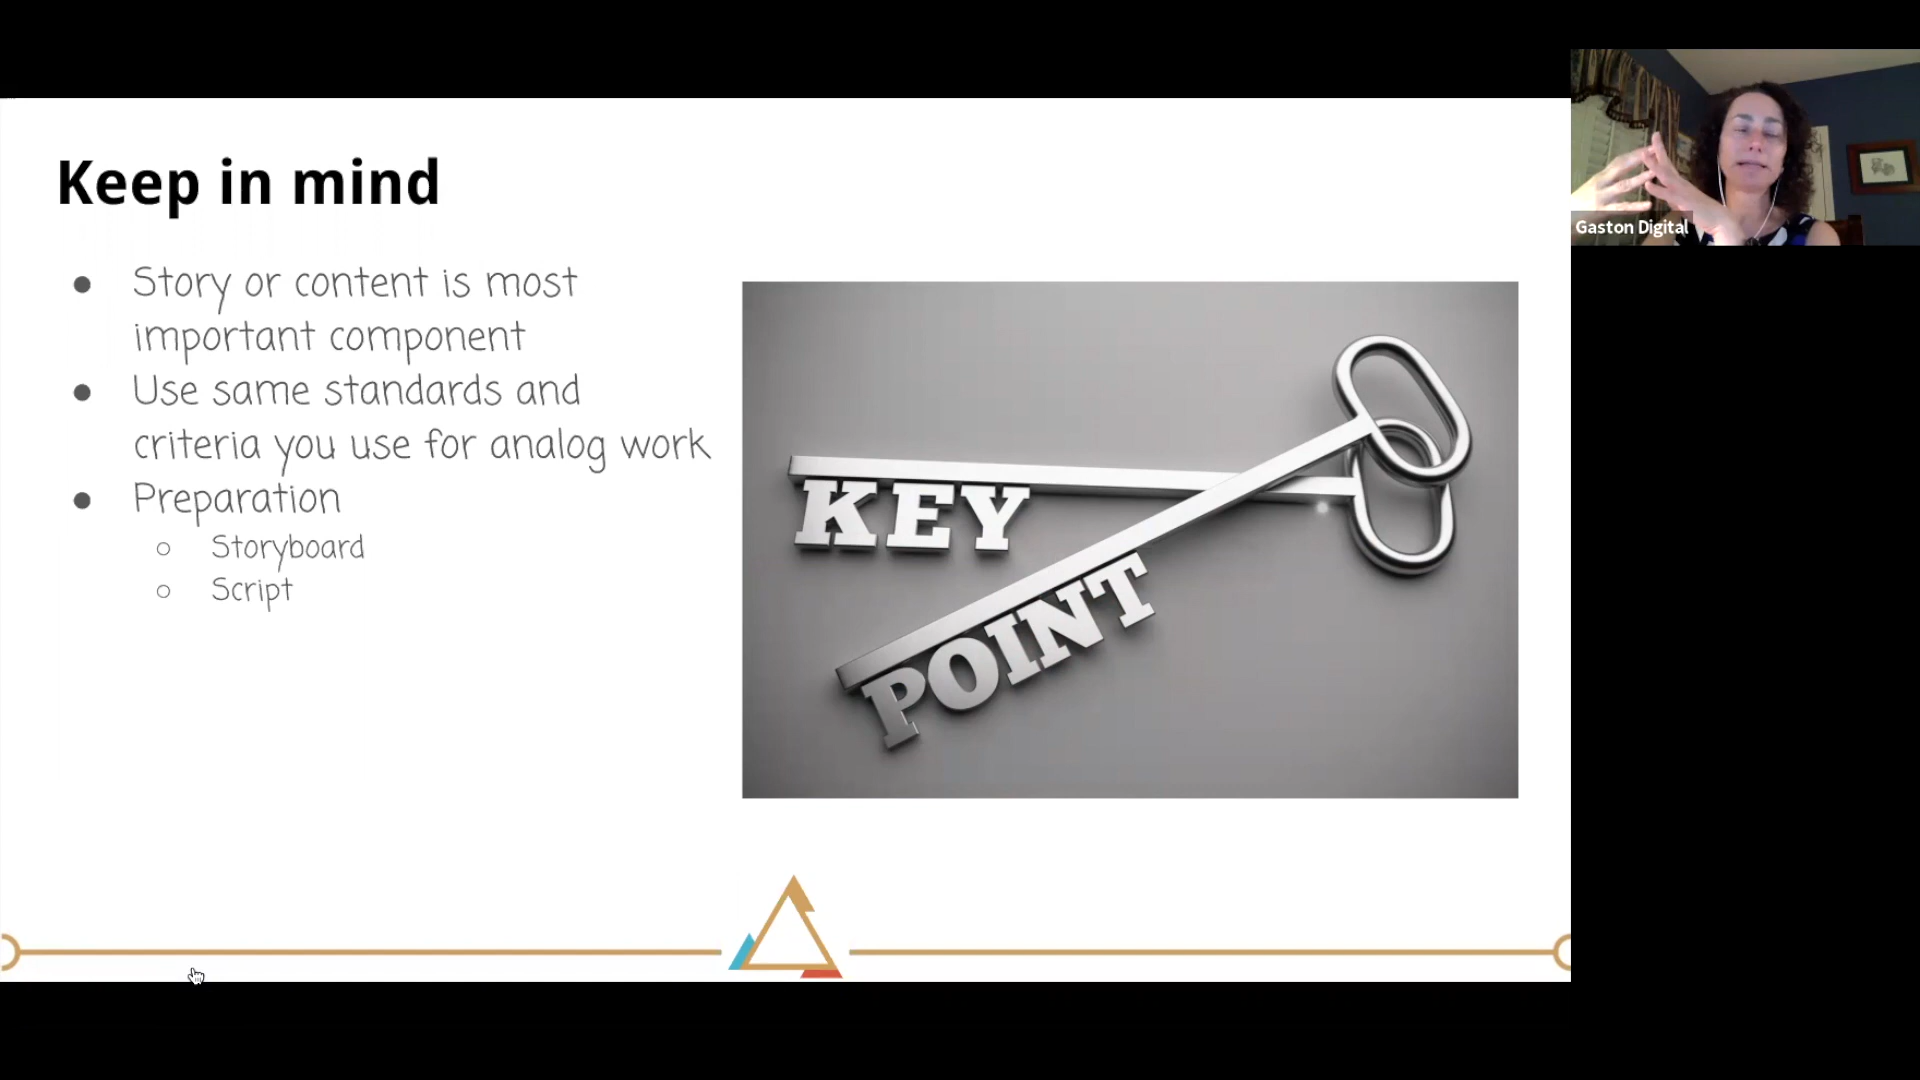 Keep in mind
Story or content is most
important component
Use same standards and
criteria you use for analog work
Preparation
Storyboard
Script
KEY
POINT
Gaston Digital